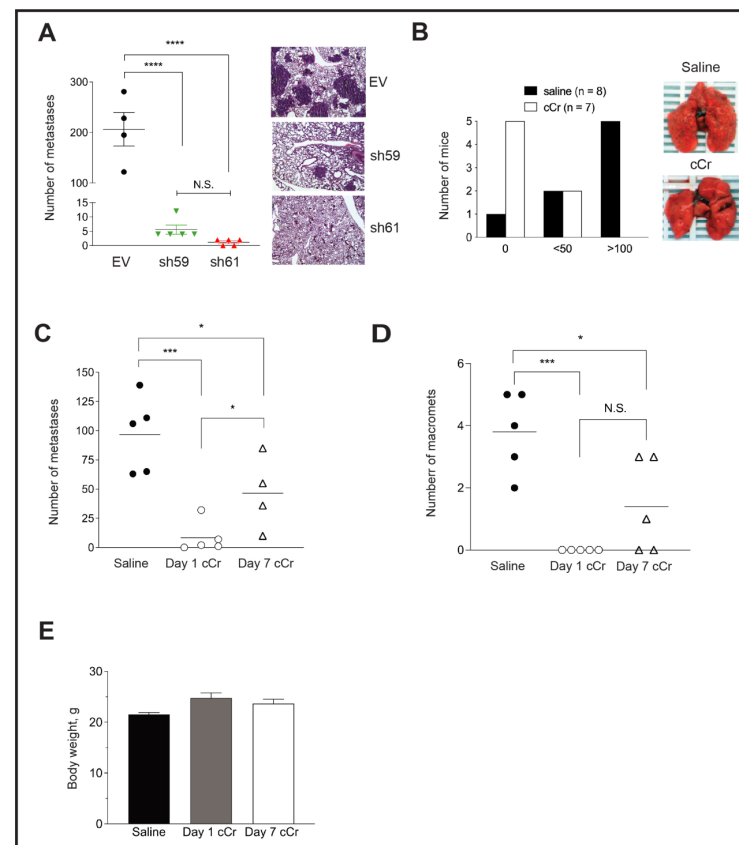 A
****
****
Number of metastases
300
200
100
15
10
5
0
N.S.
EV
sh59
sh61
EV
sh59
sh61
B
saline (n = 8)
cCr (n = 7)
Number of mice
5
4
3
2
1
0
<50
>100
Saline
cCr
C
*
***
*
Number of metastases
150
125
100
75
50
25
0
Saline
Day 1 cCr
Day 7 cCr
D
*
***
N.S.
Numberr of macromets
6
4
2
0
Saline
Day 1 cCr
Day 7 cCr
E
Body weight, g
30
20
10
0
Saline
Day 1 cCr
Day 7 cCr